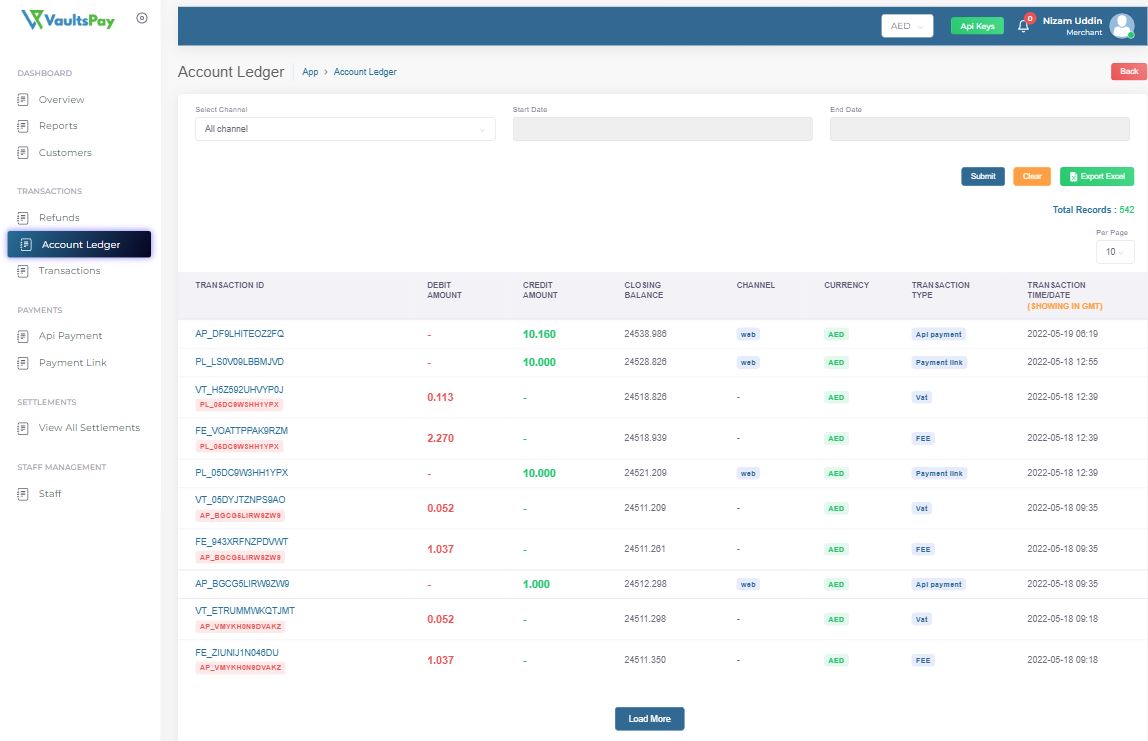 VaultsPay
AED
Api Keys
0
Nizam Uddin
Merchant
Account Ledger
App › Account Ledger
Back
DASHBOARD
Overview
Reports
Customers
TRANSACTIONS
Refunds
Account Ledger
Transactions
PAYMENTS
Api Payment
Payment Link
SETTLEMENTS
View All Settlements
STAFF MANAGEMENT
Staff
Select Channel
Start Date
End Date
All channel
Submit
Clear
Export Excel
Total Records : 542
Per Page
10
TRANSACTION ID DEBIT AMOUNT CREDIT AMOUNT CLOSING BALANCE CHANNEL CURRENCY TRANSACTION TYPE TRANSACTION TIME/DATE (SHOWING IN GMT)
AP_DF9LHITEOZ2FQ - 10.160 24538.986 web AED Api payment 2022-05-19 06:19
PL_LS0V09LBBMJVD - 10.000 24528.826 web AED Payment link 2022-05-18 12:55
VT_H5Z592UHVYP0J 0.113 - 24518.826 - AED Vat 2022-05-18 12:39
PL_05DC9W3HH1YPX
FE_VOATTPPAK9RZM 2.270 - 24518.939 - AED FEE 2022-05-18 12:39
PL_05DC9W3HH1YPX
PL_05DC9W3HH1YPX - 10.000 24521.209 web AED Payment link 2022-05-18 12:39
VT_05DYJTZNPS9AO 0.052 - 24511.209 - AED Vat 2022-05-18 09:35
AP_BGCG5LIRW9ZW9
FE_943XRFNZPDVWT 1.037 - 24511.261 - AED FEE 2022-05-18 09:35
AP_BGCG5LIRW9ZW9
AP_BGCG5LIRW9ZW9 - 1.000 24512.298 web AED Api payment 2022-05-18 09:35
VT_ETRUMMWKQTJMT 0.052 - 24511.298 - AED Vat 2022-05-18 09:18
AP_VMYKH0N9DVAKZ
FE_ZIUNIJ1N046DU 1.037 - 24511.350 - AED FEE 2022-05-18 09:18
AP_VMYKH0N9DVAKZ
Load More